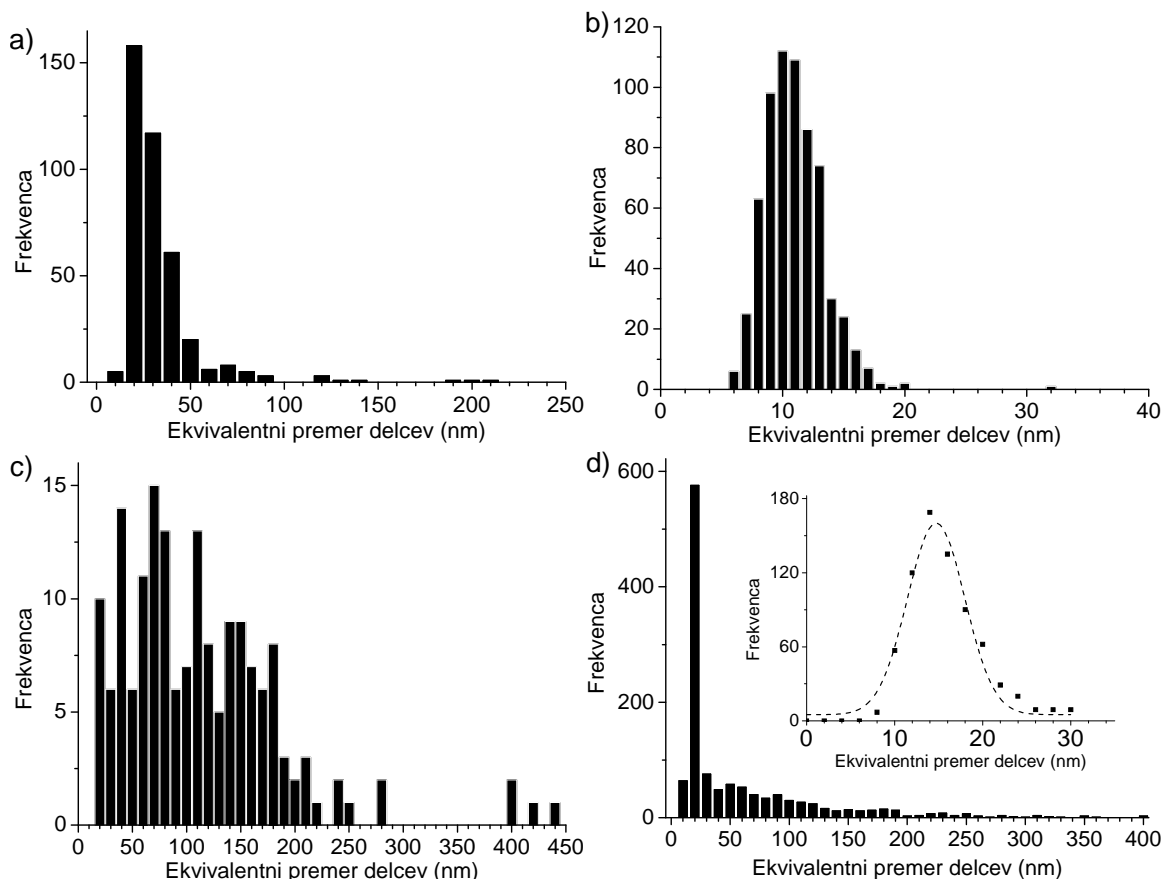 a)
150
100
50
0
Frekvenca
0 50 100 150 200 250
Ekvivalentni premer delcev (nm)
b)
120
100
80
60
40
20
0
Frekvenca
0 10 20 30 40
Ekvivalentni premer delcev (nm)
c)
15
10
5
0
Frekvenca
0 50 100 150 200 250 300 350 400 450
Ekvivalentni premer delcev (nm)
d)
600
400
200
0
Frekvenca
0 50 100 150 200 250 300 350 400
Ekvivalentni premer delcev (nm)
180
120
60
0
Frekvenca
0 10 20 30
Ekvivalentni premer delcev (nm)